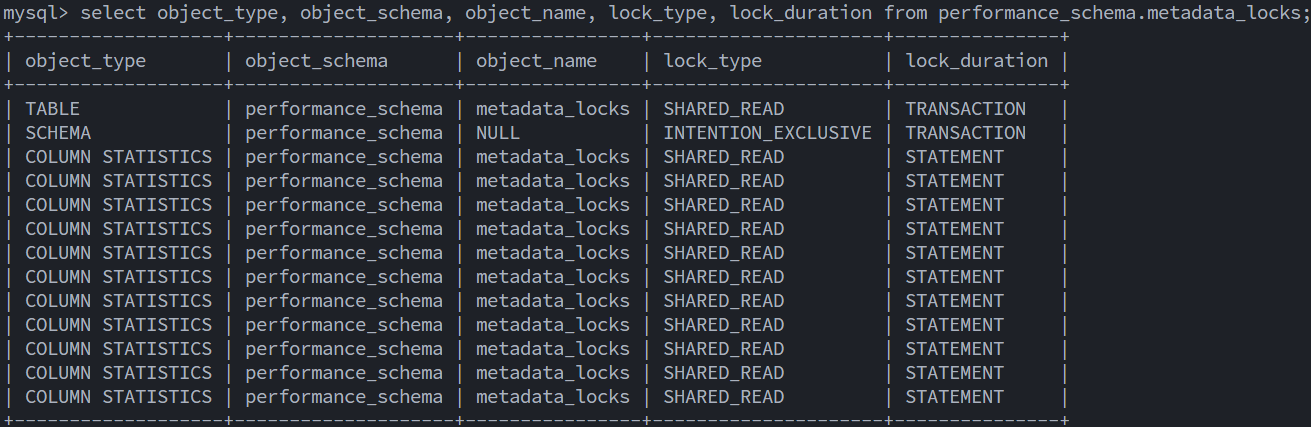 mysql> select object_type, object_schema, object_name, lock_type, lock_duration from performance_schema.metadata_locks;
+-------------------+--------------------+----------------+---------------------+---------------+
| object_type       | object_schema      | object_name    | lock_type           | lock_duration |
+-------------------+--------------------+----------------+---------------------+---------------+
| TABLE             | performance_schema | metadata_locks | SHARED_READ         | TRANSACTION   |
| SCHEMA            | performance_schema | NULL           | INTENTION_EXCLUSIVE | TRANSACTION   |
| COLUMN STATISTICS | performance_schema | metadata_locks | SHARED_READ         | STATEMENT     |
| COLUMN STATISTICS | performance_schema | metadata_locks | SHARED_READ         | STATEMENT     |
| COLUMN STATISTICS | performance_schema | metadata_locks | SHARED_READ         | STATEMENT     |
| COLUMN STATISTICS | performance_schema | metadata_locks | SHARED_READ         | STATEMENT     |
| COLUMN STATISTICS | performance_schema | metadata_locks | SHARED_READ         | STATEMENT     |
| COLUMN STATISTICS | performance_schema | metadata_locks | SHARED_READ         | STATEMENT     |
| COLUMN STATISTICS | performance_schema | metadata_locks | SHARED_READ         | STATEMENT     |
| COLUMN STATISTICS | performance_schema | metadata_locks | SHARED_READ         | STATEMENT     |
| COLUMN STATISTICS | performance_schema | metadata_locks | SHARED_READ         | STATEMENT     |
| COLUMN STATISTICS | performance_schema | metadata_locks | SHARED_READ         | STATEMENT     |
| COLUMN STATISTICS | performance_schema | metadata_locks | SHARED_READ         | STATEMENT     |
+-------------------+--------------------+----------------+---------------------+---------------+